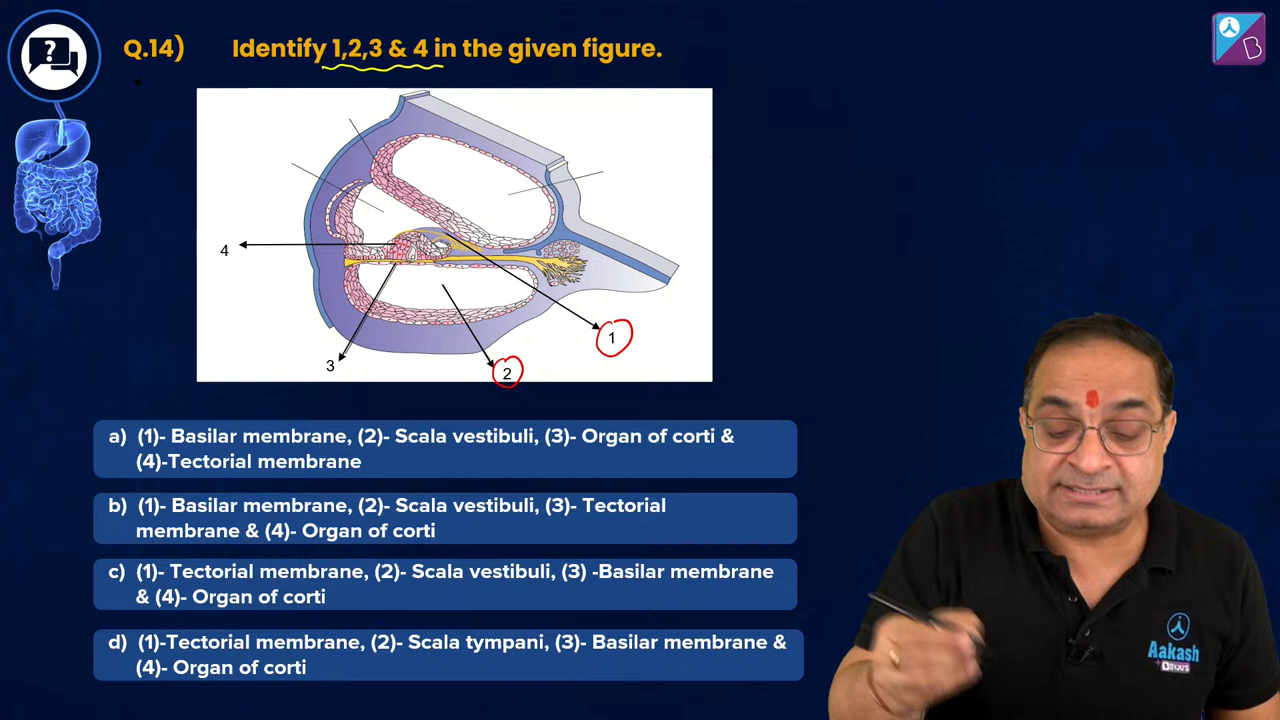 Q.14) Identify 1,2,3 & 4 in the given figure.
B
4
1
3
2
a) (1)- Basilar membrane, (2)- Scala vestibuli, (3)- Organ of corti &
(4)-Tectorial membrane
b) (1)- Basilar membrane, (2)- Scala vestibuli, (3)- Tectorial
membrane & (4)- Organ of corti
c) (1)- Tectorial membrane, (2)- Scala vestibuli, (3) -Basilar membrane
& (4)- Organ of corti
d) (1)-Tectorial membrane, (2)- Scala tympani, (3)- Basilar membrane &
(4)- Organ of corti
Aakash
+ BYJU'S